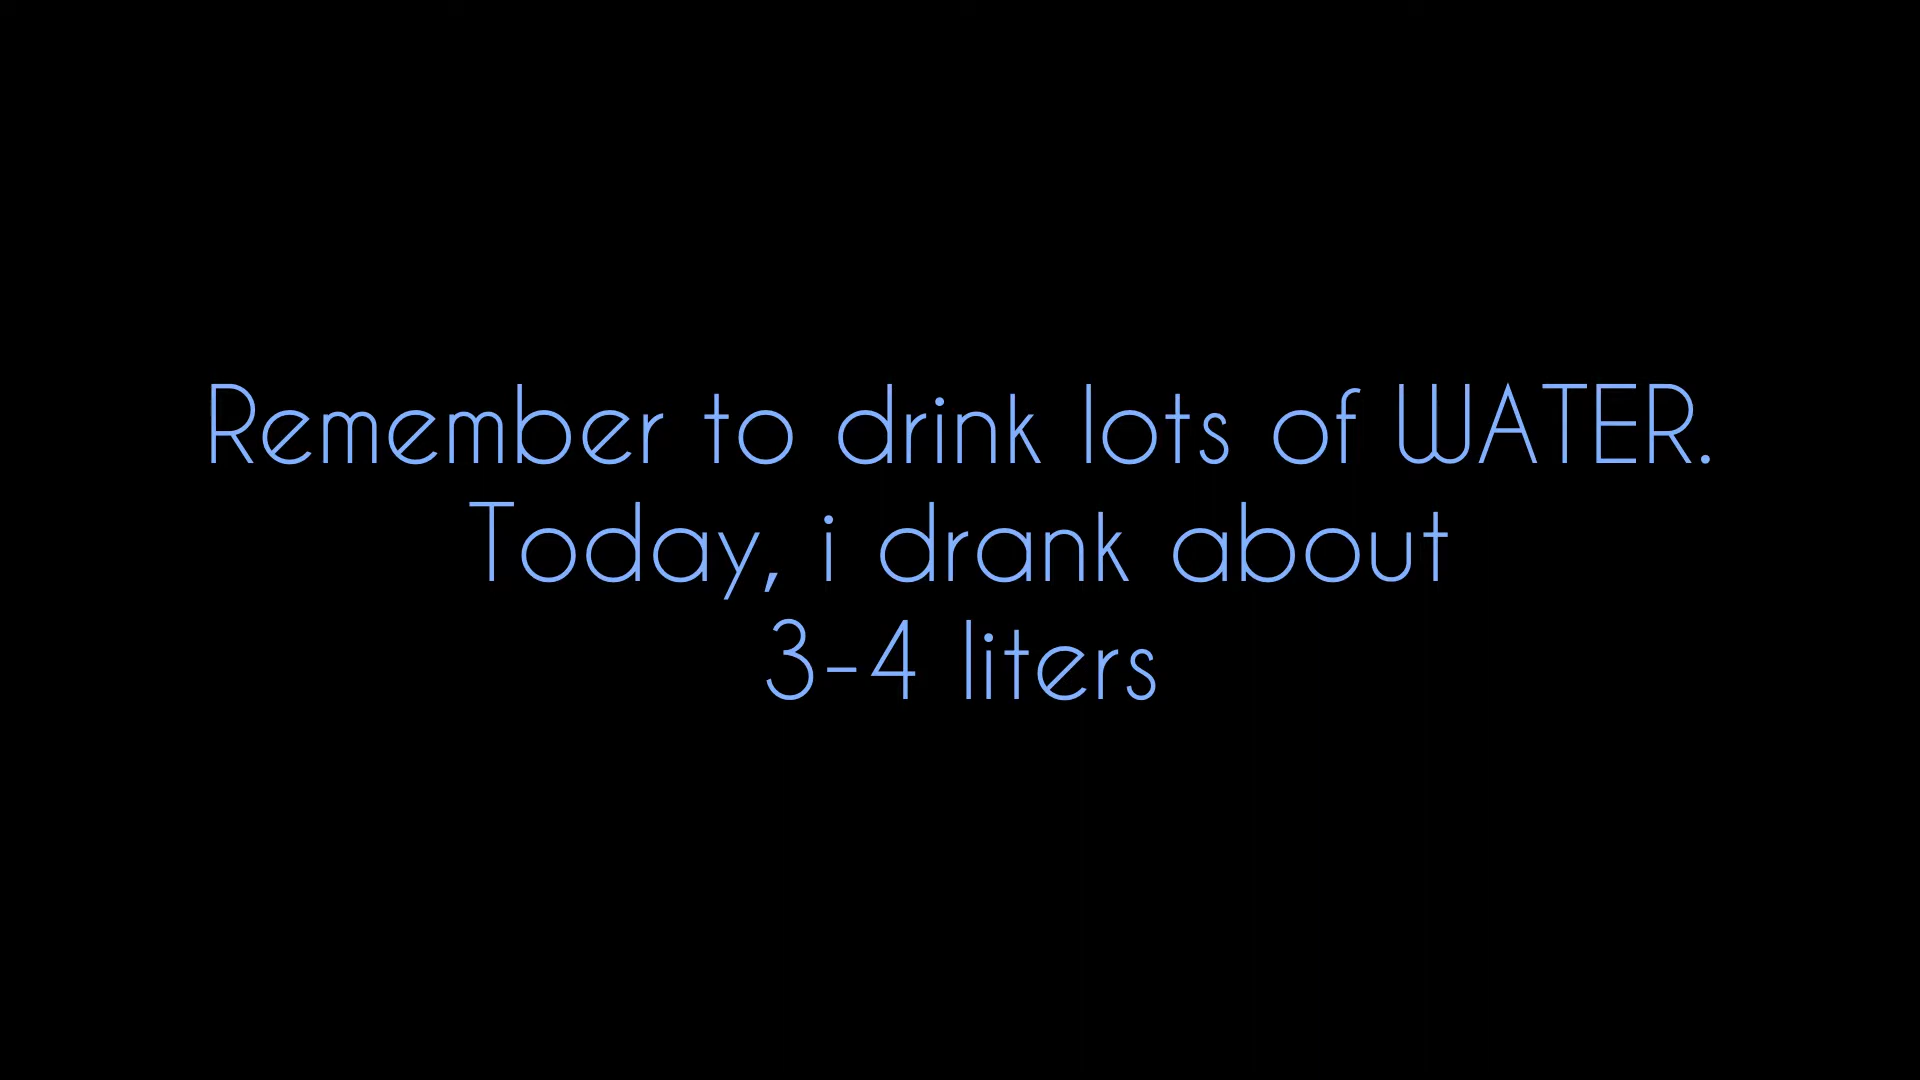 Remember to drink lots of WATER.
Today, i drank about
3-4 liters